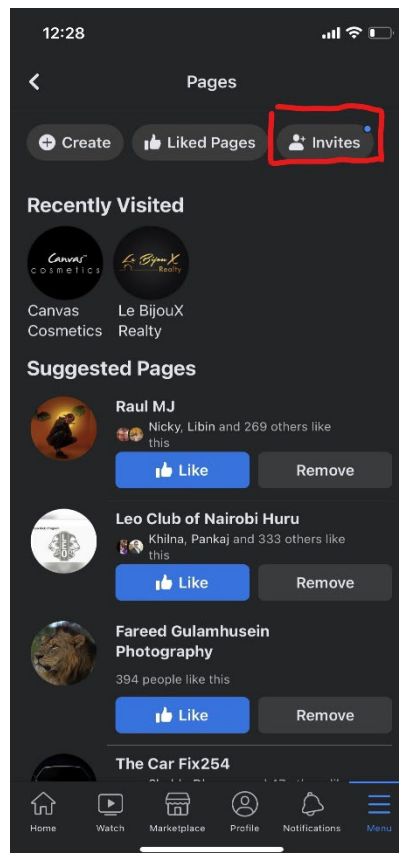 12:28
Pages
Create
Liked Pages
Invites
Recently Visited
Canvas
cosmetics
Le Bijou X
Realty
Canvas
Cosmetics
Le BijouX
Realty
Suggested Pages
Raul MJ
Nicky, Libin and 269 others like
this
Like
Remove
Leo Club of Nairobi Huru
Khilna, Pankaj and 333 others like
this
Like
Remove
Fareed Gulamhusein
Photography
394 people like this
Like
Remove
The Car Fix254
Home
Watch
Marketplace
Profile
Notifications
Menu